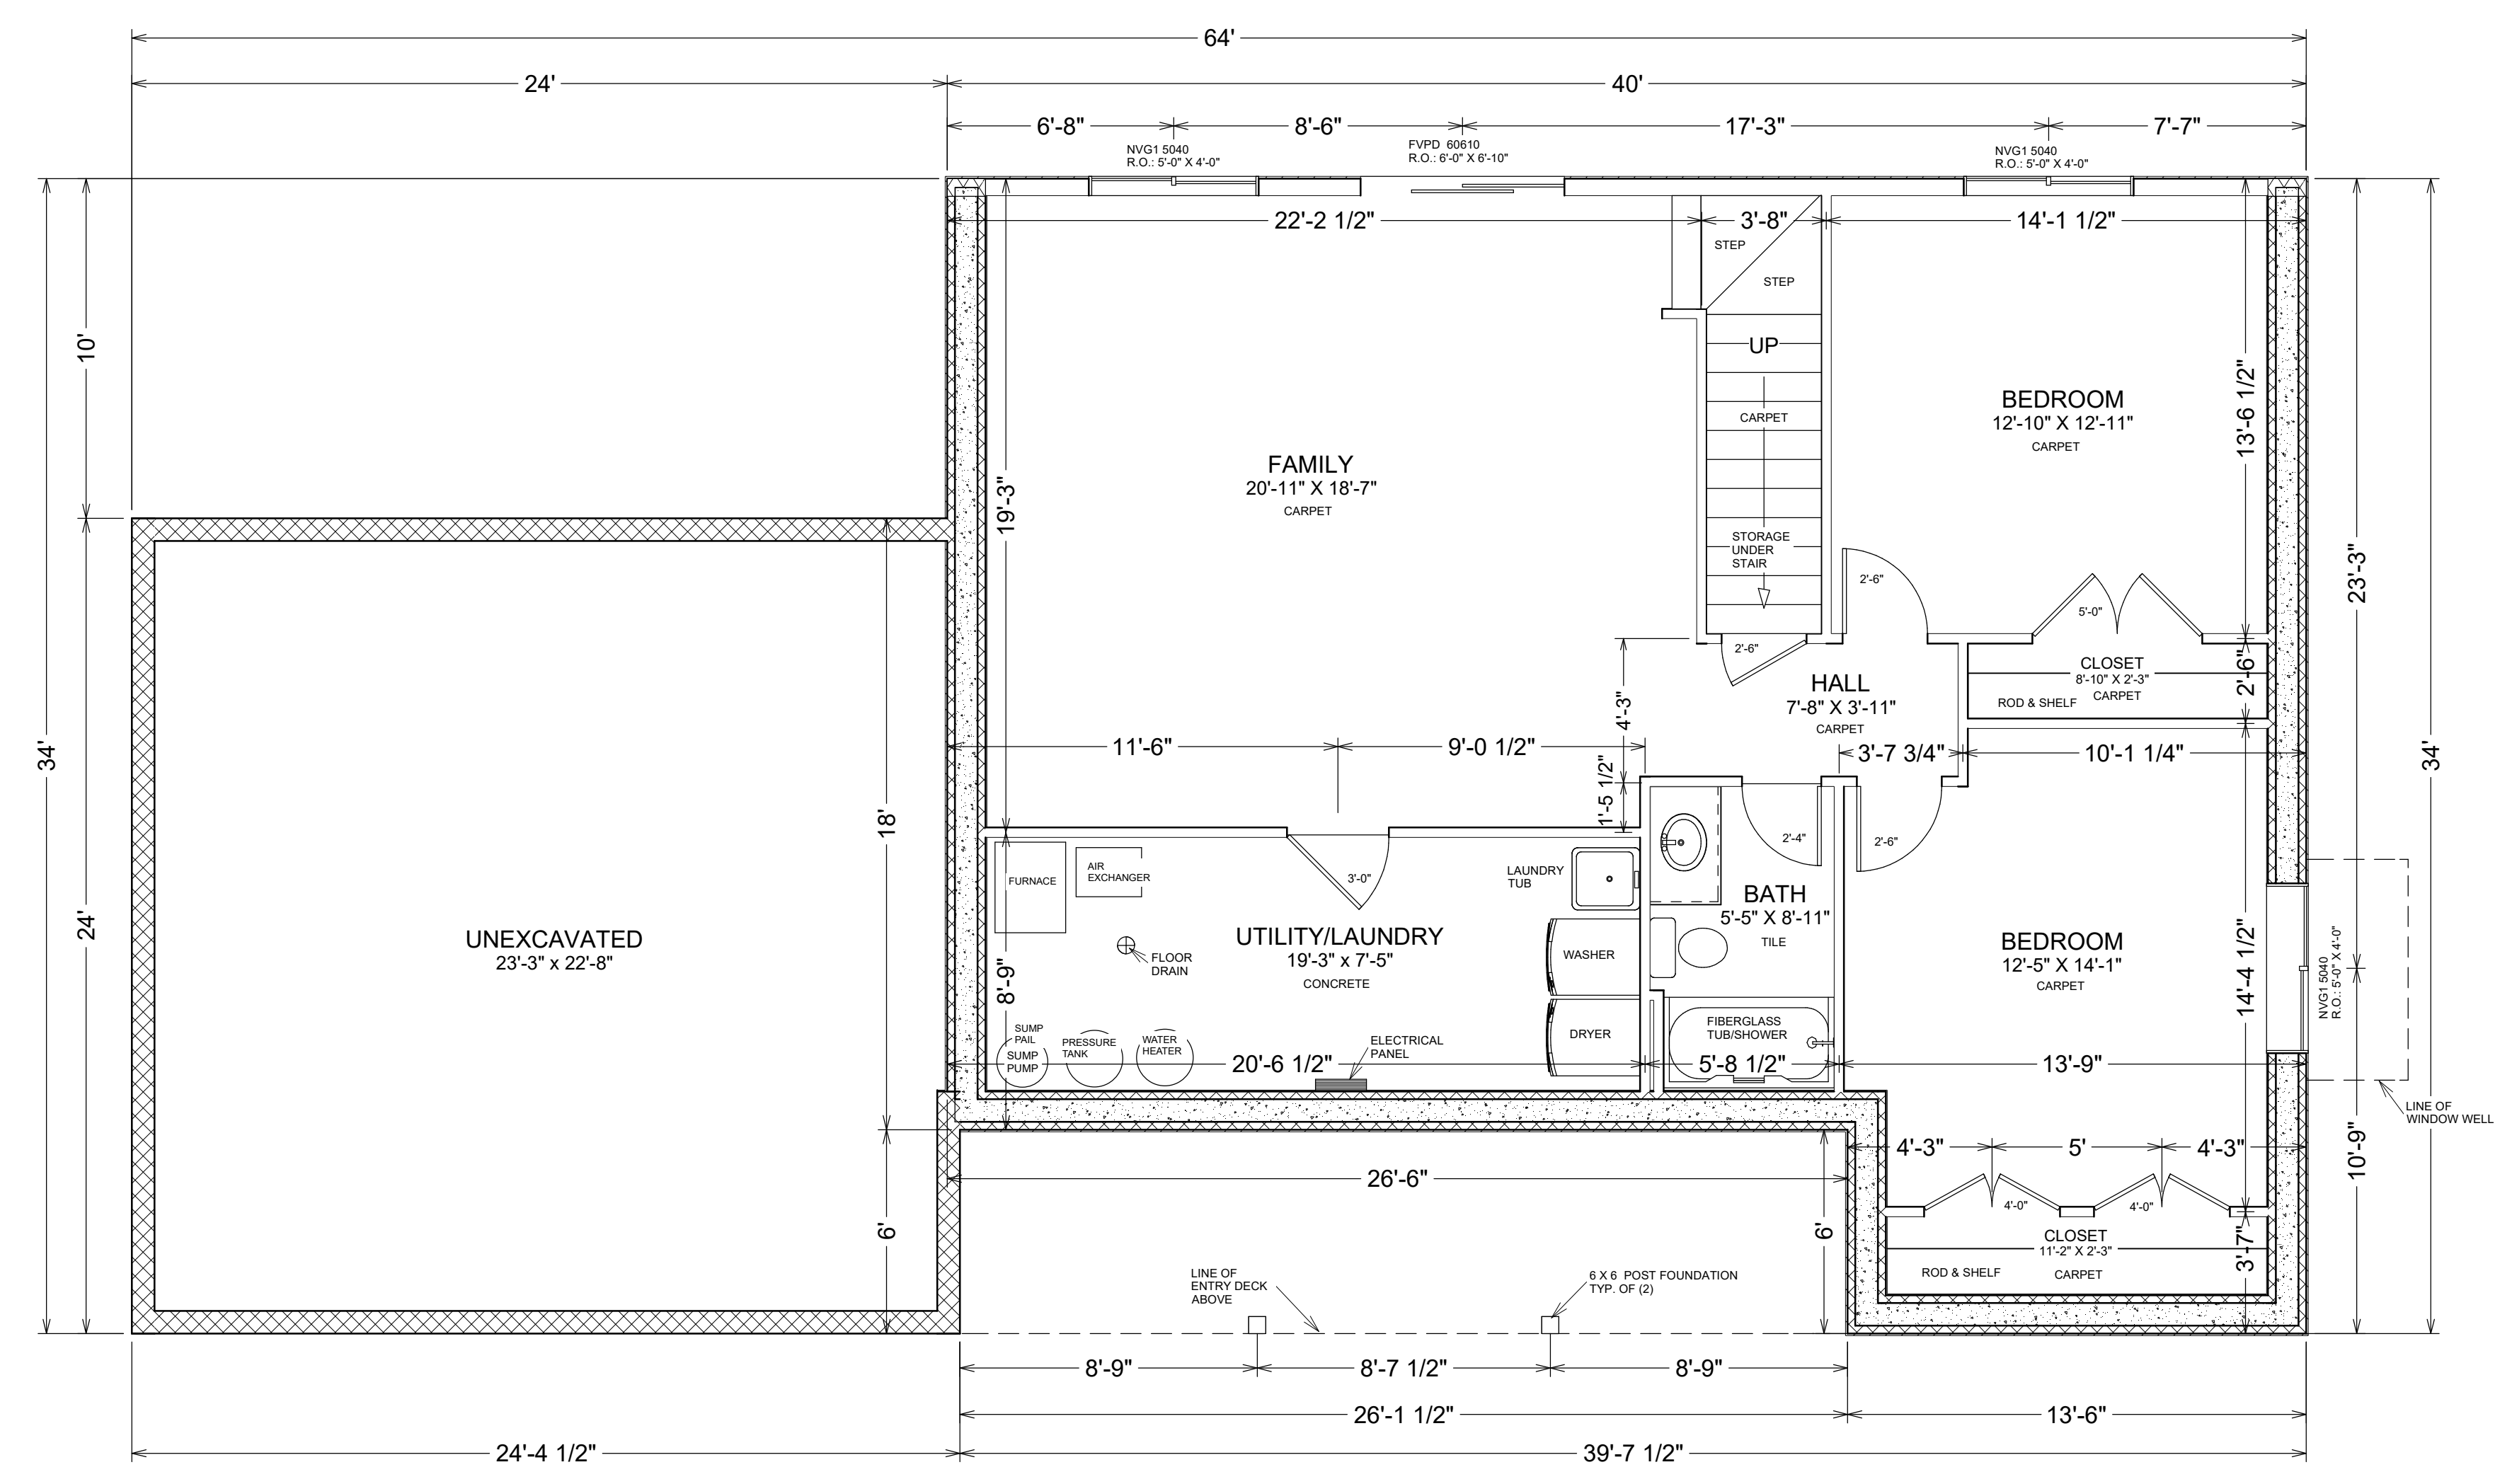 64'
24'
40'
6'-8"
8'-6"
17'-3"
7'-7"
NVG1 5040
R.O.: 5'-0" X 4'-0"
FVPD 60610
R.O.: 6'-0" X 6'-10"
NVG1 5040
R.O.: 5'-0" X 4'-0"
22'-2 1/2"
3'-8"
14'-1 1/2"
STEP
STEP
UP
CARPET
STORAGE
UNDER
STAIR
10'
34'
24'
18'
6'
19'-3"
FAMILY
20'-11" X 18'-7"
CARPET
BEDROOM
12'-10" X 12'-11"
CARPET
13'-6 1/2"
23'-3"
34'
2'-6"
5'-0"
2'-6"
CLOSET
8'-10" X 2'-3"
CARPET
ROD & SHELF
2'-6"
HALL
7'-8" X 3'-11"
CARPET
4'-3"
11'-6"
9'-0 1/2"
3'-7 3/4"
10'-1 1/4"
1'-5 1/2"
UNEXCAVATED
23'-3" x 22'-8"
FURNACE
AIR
EXCHANGER
3'-0"
LAUNDRY
TUB
2'-4"
2'-6"
BATH
5'-5" X 8'-11"
TILE
UTILITY/LAUNDRY
19'-3" x 7'-5"
CONCRETE
FLOOR
DRAIN
WASHER
DRYER
8'-9"
BEDROOM
12'-5" X 14'-1"
CARPET
14'-4 1/2"
NVG1 5040
R.O.: 5'-0" X 4'-0"
SUMP
PAIL
SUMP
PUMP
PRESSURE
TANK
WATER
HEATER
ELECTRICAL
PANEL
FIBERGLASS
TUB/SHOWER
20'-6 1/2"
5'-8 1/2"
13'-9"
LINE OF
WINDOW WELL
10'-9"
4'-3"
5'
4'-3"
26'-6"
6'
4'-0"
4'-0"
CLOSET
11'-2" X 2'-3"
ROD & SHELF
CARPET
3'-7"
LINE OF
ENTRY DECK
ABOVE
6 X 6 POST FOUNDATION
TYP. OF (2)
8'-9"
8'-7 1/2"
8'-9"
26'-1 1/2"
13'-6"
24'-4 1/2"
39'-7 1/2"